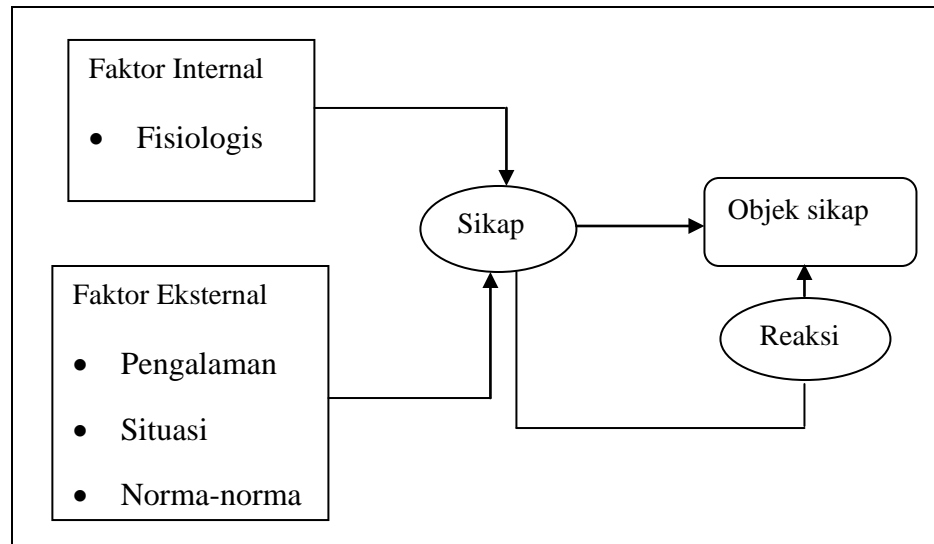 Faktor Internal
• Fisiologis
Sikap
Objek sikap
Faktor Eksternal
• Pengalaman
• Situasi
• Norma-norma
Reaksi